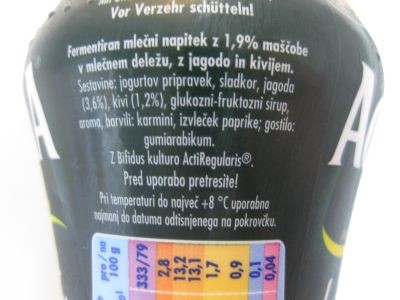 Vor Verzehr schütteln!
Fermentiran mlečni napitek z 1,9% maščobe
v mlečnem deležu, z jagodo in kivijem.
Sestavine: jogurtov pripravek, sladkor, jagoda
(3,6%), kivi (1,2%), glukozni-fruktozni sirup,
aroma, barvili: karmini, izvleček paprike; gostilo:
gumiarabikum.
Z Bifidus kulturo ActiRegularis®.
Pred uporabo pretresite!
Pri temperaturi do največ +8 °C uporabno
najmanj do datuma odtisnjenega na pokrovčku.
pro / na
100 g
333/79
2,8
13,2
13,1
1,7
0,9
0,1
0,04